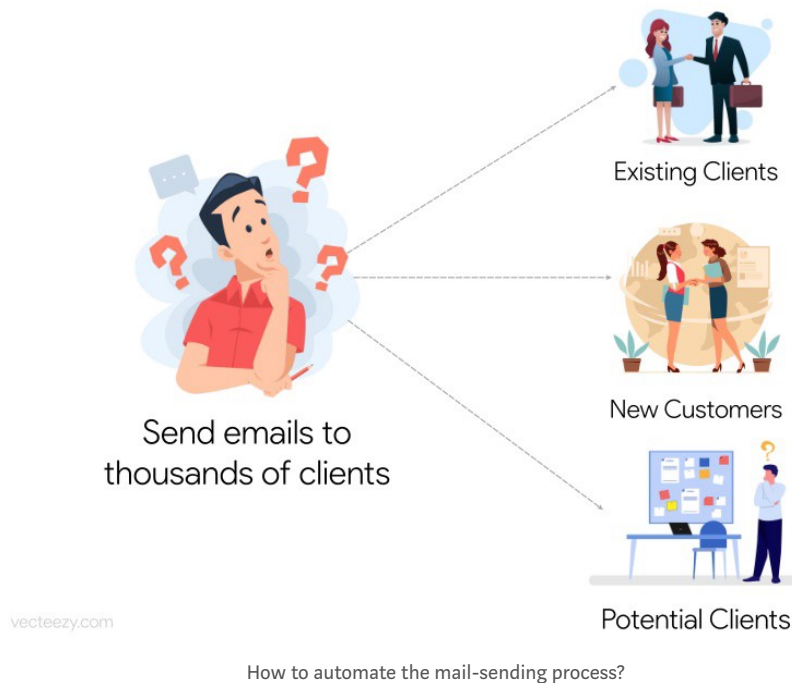 Existing Clients
New Customers
Send emails to
thousands of clients
Potential Clients
vecteezy.com
How to automate the mail-sending process?